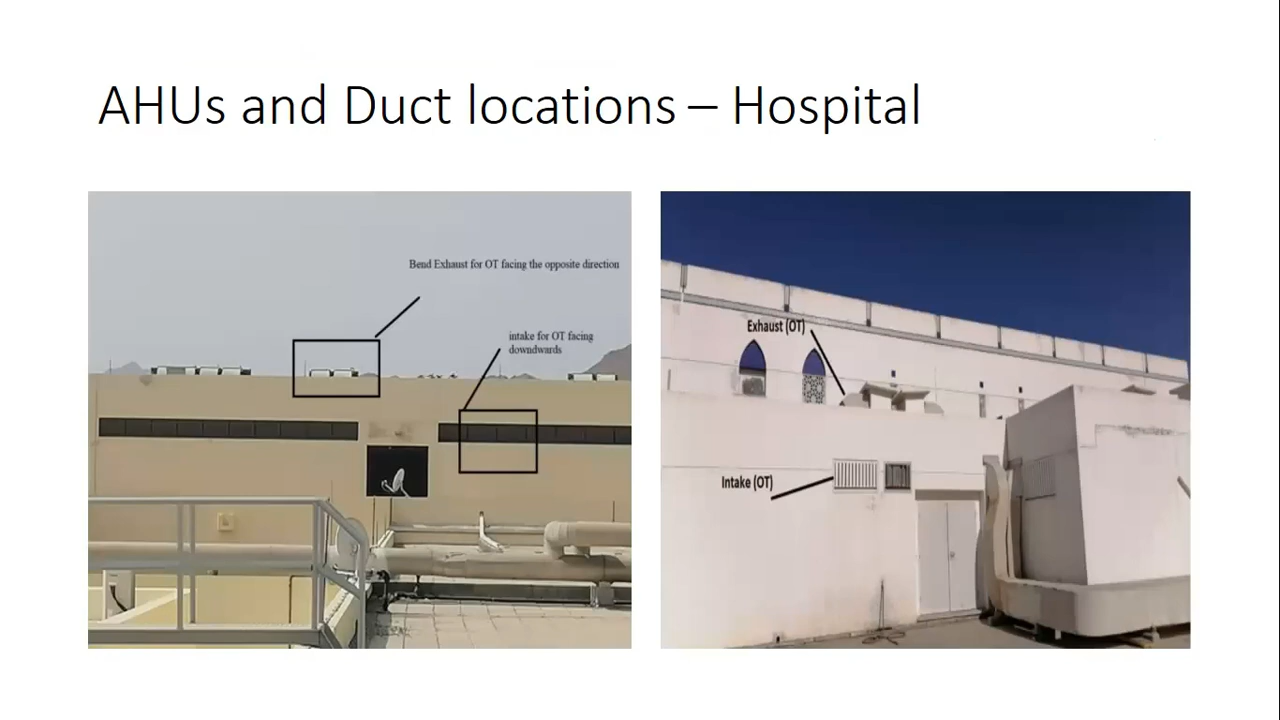 AHUs and Duct locations – Hospital
Bend Exhaust for OT facing the opposite direction
intake for OT facing
downdwards
Exhaust (OT)
Intake (OT)